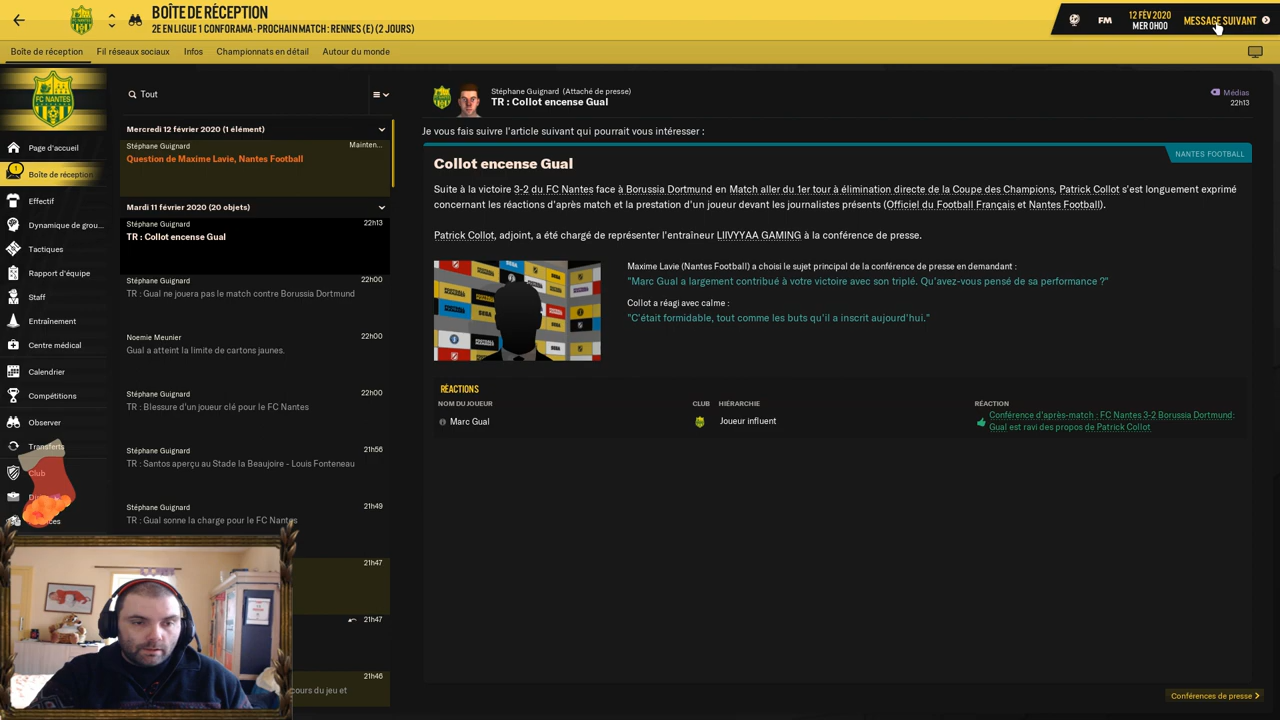 BOÎTE DE RÉCEPTION
2E EN LIGUE 1 CONFORAMA - PROCHAIN MATCH : RENNES (E) (2 JOURS)
FM
12 FÉV 2020
MER 0H00
MESSAGE SUIVANT
Boîte de réception
Fil réseaux sociaux
Infos
Championnats en détail
Autour du monde
FC NANTES
Page d'accueil
1
Boîte de réception
Effectif
Dynamique de grou...
Tactiques
Rapport d'équipe
Staff
Entraînement
Centre médical
Calendrier
Compétitions
Observer
Transferts
Club
Tout
Mercredi 12 février 2020 (1 élément)
Stéphane Guignard
Mainten...
Question de Maxime Lavie, Nantes Football
Mardi 11 février 2020 (20 objets)
Stéphane Guignard
22h13
TR : Collot encense Gual
Stéphane Guignard
22h00
TR : Gual ne jouera pas le match contre Borussia Dortmund
Noemie Meunier
22h00
Gual a atteint la limite de cartons jaunes.
Stéphane Guignard
22h00
TR : Blessure d'un joueur clé pour le FC Nantes
Stéphane Guignard
21h56
TR : Santos aperçu au Stade la Beaujoire - Louis Fonteneau
Stéphane Guignard
21h49
TR : Gual sonne la charge pour le FC Nantes
21h47
21h47
21h46
cours du jeu et
Stéphane Guignard (Attaché de presse)
TR : Collot encense Gual
Médias
22h13
Je vous fais suivre l'article suivant qui pourrait vous intéresser :
NANTES FOOTBALL
Collot encense Gual
Suite à la victoire 3-2 du FC Nantes face à Borussia Dortmund en Match aller du 1er tour à élimination directe de la Coupe des Champions, Patrick Collot s'est longuement exprimé
concernant les réactions d'après match et la prestation d'un joueur devant les journalistes présents (Officiel du Football Français et Nantes Football).
Patrick Collot, adjoint, a été chargé de représenter l'entraîneur LIIVYYAA GAMING à la conférence de presse.
Maxime Lavie (Nantes Football) a choisi le sujet principal de la conférence de presse en demandant :
"Marc Gual a largement contribué à votre victoire avec son triplé. Qu'avez-vous pensé de sa performance ?"
Collot a réagi avec calme :
"C'était formidable, tout comme les buts qu'il a inscrit aujourd'hui."
RÉACTIONS
NOM DU JOUEUR
CLUB
HIÉRARCHIE
RÉACTION
Marc Gual
Joueur influent
Conférence d'après-match : FC Nantes 3-2 Borussia Dortmund:
Gual est ravi des propos de Patrick Collot
Conférences de presse